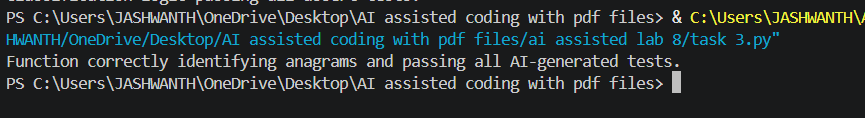 PS C:\Users\JASHWANTH\OneDrive\Desktop\AI assisted coding with pdf files> & C:\Users\JASHWANTH\
HWANTH/OneDrive/Desktop/AI assisted coding with pdf files/ai assisted lab 8/task 3.py"
Function correctly identifying anagrams and passing all AI-generated tests.
PS C:\Users\JASHWANTH\OneDrive\Desktop\AI assisted coding with pdf files>